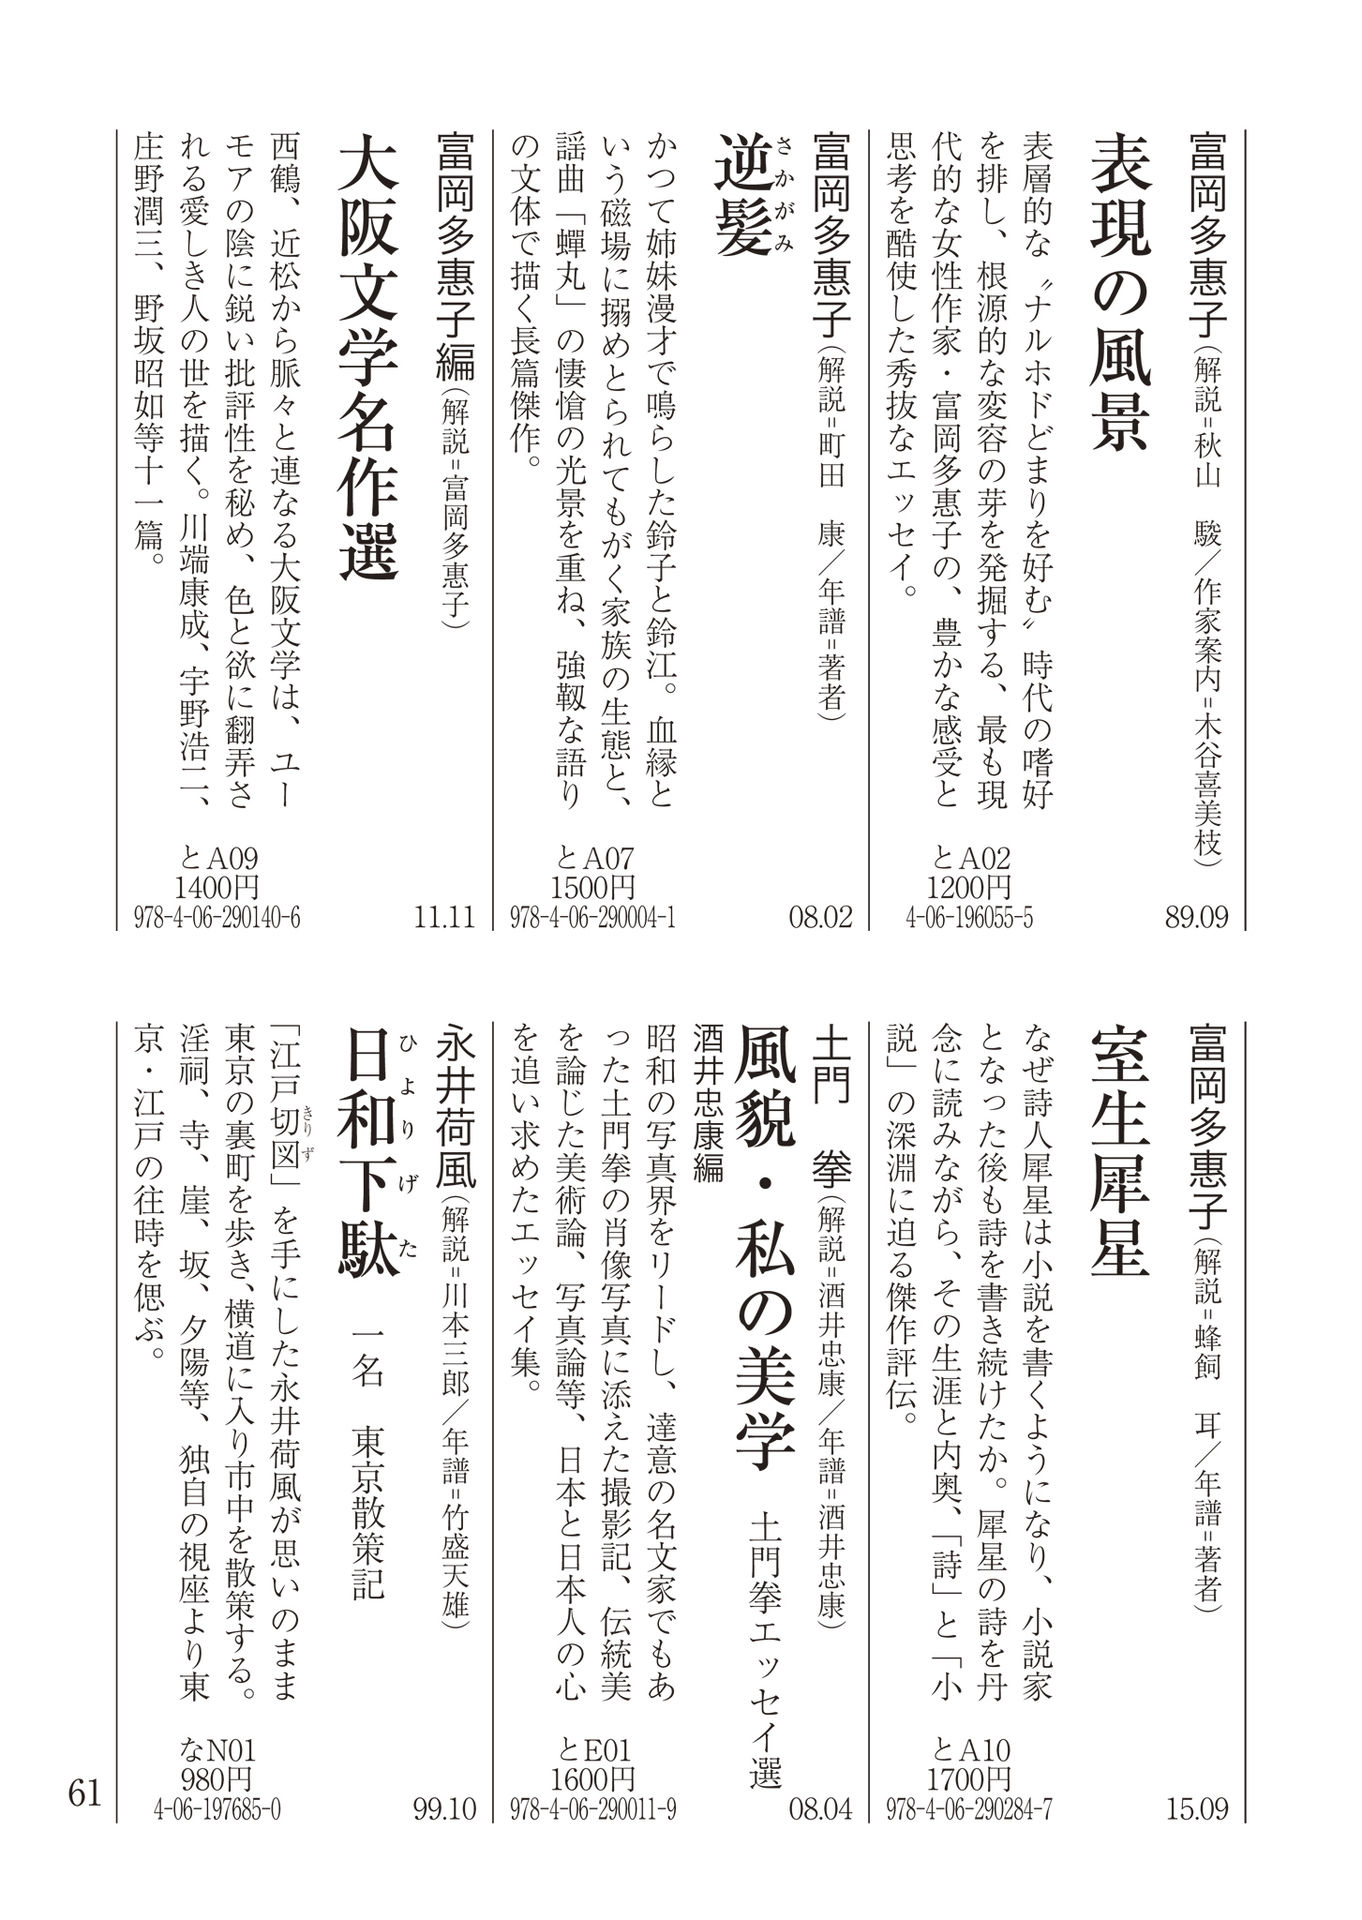 富岡多惠子(解説=秋山　駿／作家案内=木谷喜美枝)
表現の風景
表層的な〝ナルホドどまりを好む〟時代の嗜好
を排し、根源的な変容の芽を発掘する、最も現
代的な女性作家・富岡多惠子の、豊かな感受と
思考を酷使した秀抜なエッセイ。
とA02
1200円
4-06-196055-5
89.09
富岡多惠子(解説=町田　康／年譜=著者)
逆髪
さかがみ
かつて姉妹漫才で鳴らした鈴子と鈴江。血縁と
いう磁場に搦めとられてもがく家族の生態と、
謡曲「蟬丸」の悽愴の光景を重ね、強靱な語り
の文体で描く長篇傑作。
とA07
1500円
978-4-06-290004-1
08.02
富岡多惠子編(解説=富岡多惠子)
大阪文学名作選
西鶴、近松から脈々と連なる大阪文学は、ユー
モアの陰に鋭い批評性を秘め、色と欲に翻弄さ
れる愛しき人の世を描く。川端康成、宇野浩二、
庄野潤三、野坂昭如等十一篇。
とA09
1400円
978-4-06-290140-6
11.11
富岡多惠子(解説=蜂飼　耳／年譜=著者)
室生犀星
なぜ詩人犀星は小説を書くようになり、小説家
となった後も詩を書き続けたか。犀星の詩を丹
念に読みながら、その生涯と内奥、「詩」と「小
説」の深淵に迫る傑作評伝。
とA10
1700円
978-4-06-290284-7
15.09
土門　拳(解説=酒井忠康／年譜=酒井忠康)
風貌・私の美学　土門拳エッセイ選
酒井忠康編
昭和の写真界をリードし、達意の名文家でもあ
った土門拳の肖像写真に添えた撮影記、伝統美
を論じた美術論、写真論等、日本と日本人の心
を追い求めたエッセイ集。
とE01
1600円
978-4-06-290011-9
08.04
永井荷風(解説=川本三郎／年譜=竹盛天雄)
日和下駄　一名　東京散策記
ひよりげた
「江戸切図」を手にした永井荷風が思いのまま
きりず
東京の裏町を歩き、横道に入り市中を散策する。
淫祠、寺、崖、坂、夕陽等、独自の視座より東
京・江戸の往時を偲ぶ。
なN01
980円
4-06-197685-0
99.10
61